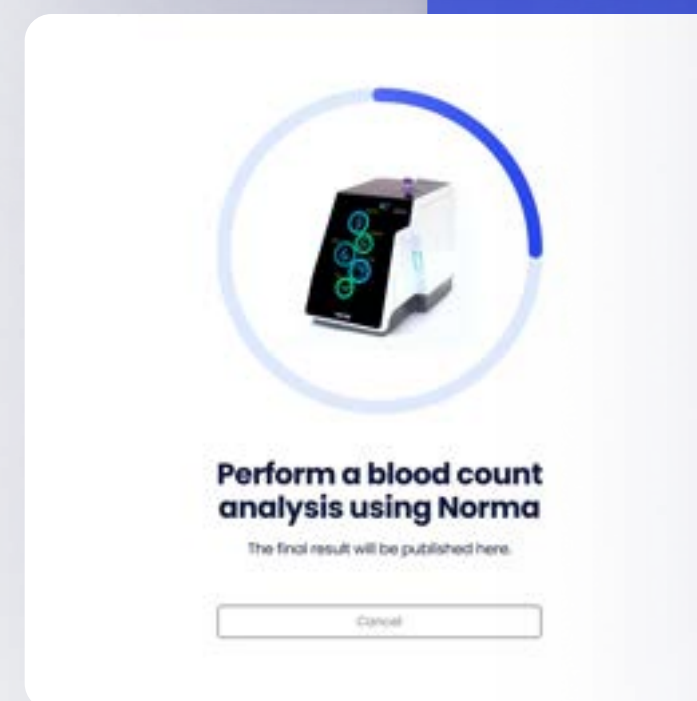 Perform a blood count
analysis using Norma
The final result will be published here.
Cancel